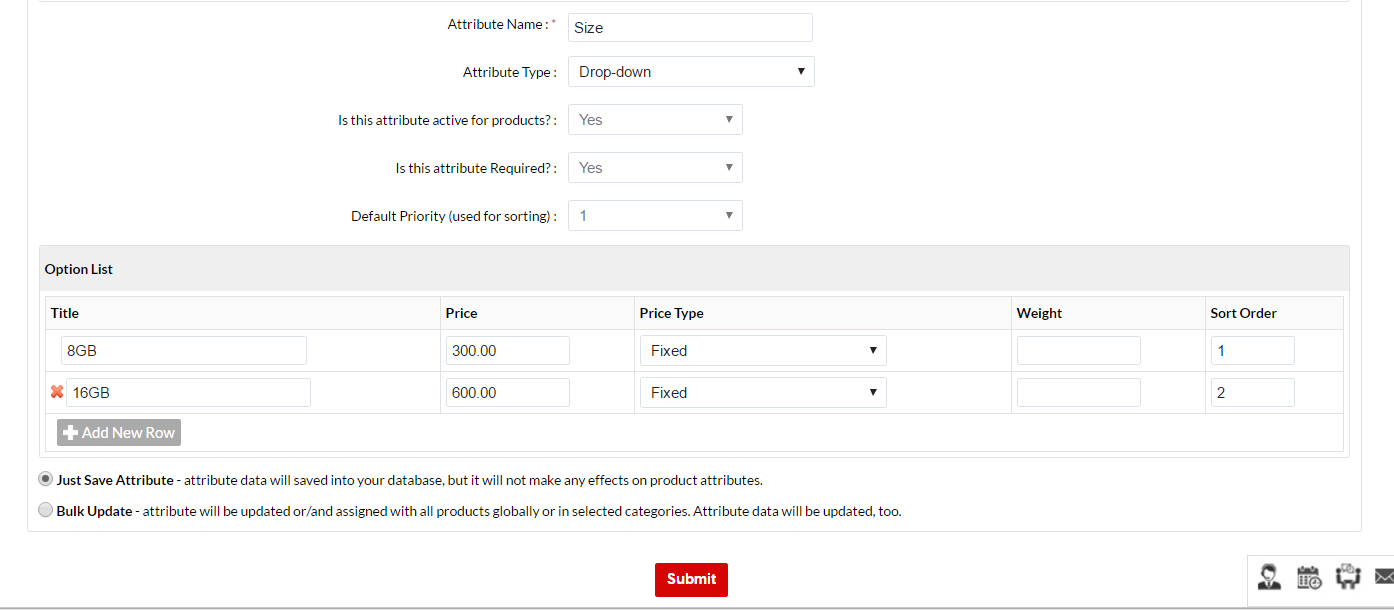 Attribute Name : * Size
Attribute Type : Drop-down
Is this attribute active for products? : Yes
Is this attribute Required? : Yes
Default Priority (used for sorting) : 1
Option List
Title Price Price Type Weight Sort Order
8GB 300.00 Fixed 1
16GB 600.00 Fixed 2
Add New Row
Just Save Attribute - attribute data will saved into your database, but it will not make any effects on product attributes.
Bulk Update - attribute will be updated or/and assigned with all products globally or in selected categories. Attribute data will be updated, too.
Submit